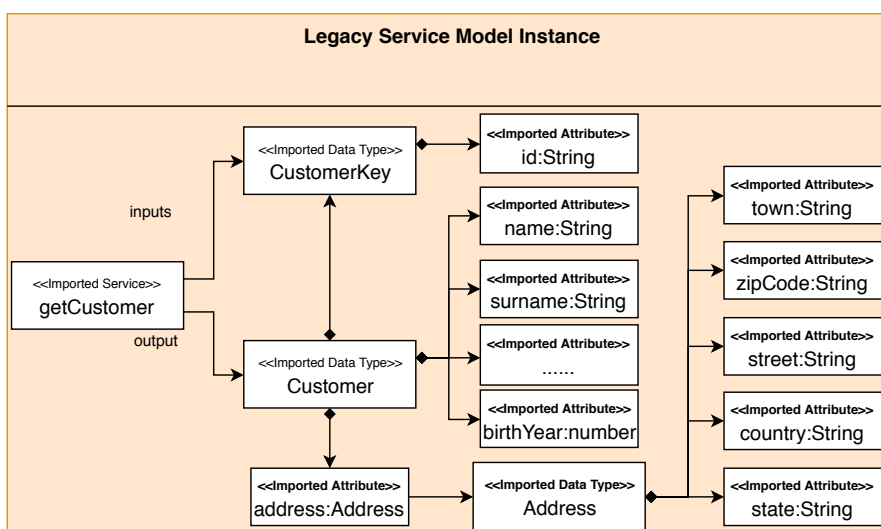 Legacy Service Model Instance
<<Imported Data Type>>
CustomerKey
<<Imported Attribute>>
id:String
<<Imported Attribute>>
town:String
inputs
<<Imported Attribute>>
name:String
<<Imported Attribute>>
zipCode:String
<<Imported Service>>
getCustomer
<<Imported Attribute>>
surname:String
output
<<Imported Data Type>>
Customer
<<Imported Attribute>>
......
<<Imported Attribute>>
street:String
<<Imported Attribute>>
birthYear:number
<<Imported Attribute>>
country:String
<<Imported Attribute>>
address:Address
<<Imported Data Type>>
Address
<<Imported Attribute>>
state:String